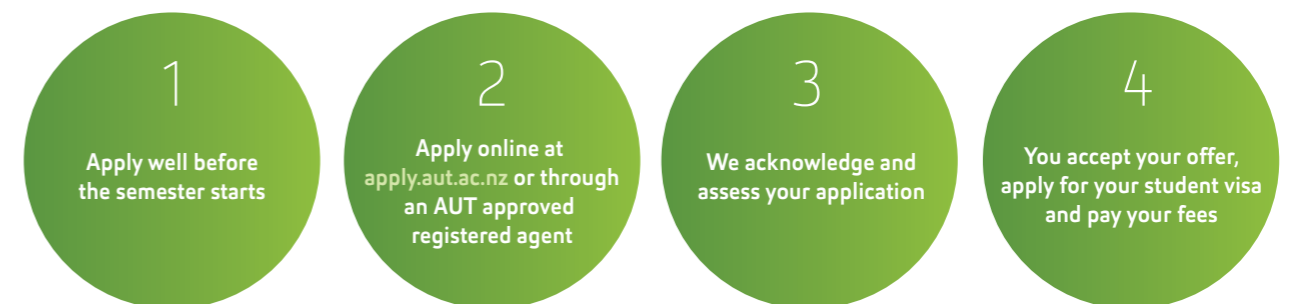 1
Apply well before
the semester starts
2
Apply online at
apply.aut.ac.nz or through
an AUT approved
registered agent
3
We acknowledge and
assess your application
4
You accept your offer,
apply for your student visa
and pay your fees